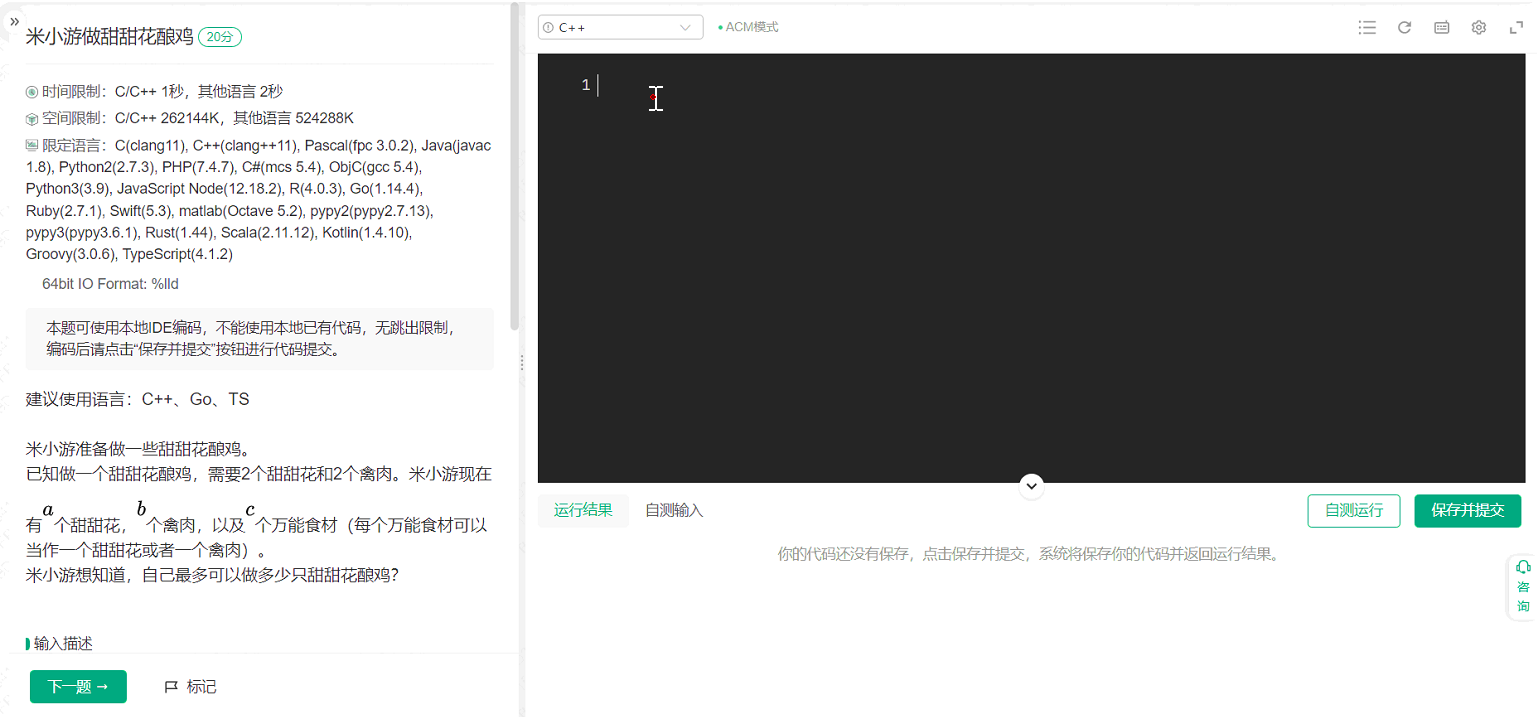 米小游做甜甜花酿鸡 20分
时间限制：C/C++ 1秒，其他语言 2秒
空间限制：C/C++ 262144K，其他语言 524288K
限定语言：C(clang11), C++(clang++11), Pascal(fpc 3.0.2), Java(javac
1.8), Python2(2.7.3), PHP(7.4.7), C#(mcs 5.4), ObjC(gcc 5.4),
Python3(3.9), JavaScript Node(12.18.2), R(4.0.3), Go(1.14.4),
Ruby(2.7.1), Swift(5.3), matlab(Octave 5.2), pypy2(pypy2.7.13),
pypy3(pypy3.6.1), Rust(1.44), Scala(2.11.12), Kotlin(1.4.10),
Groovy(3.0.6), TypeScript(4.1.2)
64bit IO Format: %lld
本题可使用本地IDE编码，不能使用本地已有代码，无跳出限制，
编码后请点击“保存并提交”按钮进行代码提交。
建议使用语言：C++、Go、TS
米小游准备做一些甜甜花酿鸡。
已知做一个甜甜花酿鸡，需要2个甜甜花和2个禽肉。米小游现在
有a个甜甜花，b个禽肉，以及c个万能食材（每个万能食材可以
当作一个甜甜花或者一个禽肉）。
米小游想知道，自己最多可以做多少只甜甜花酿鸡？
输入描述
下一题 →
标记
C++
ACM模式
1
运行结果
自测输入
自测运行
保存并提交
你的代码还没有保存，点击保存并提交，系统将保存你的代码并返回运行结果。
咨
询